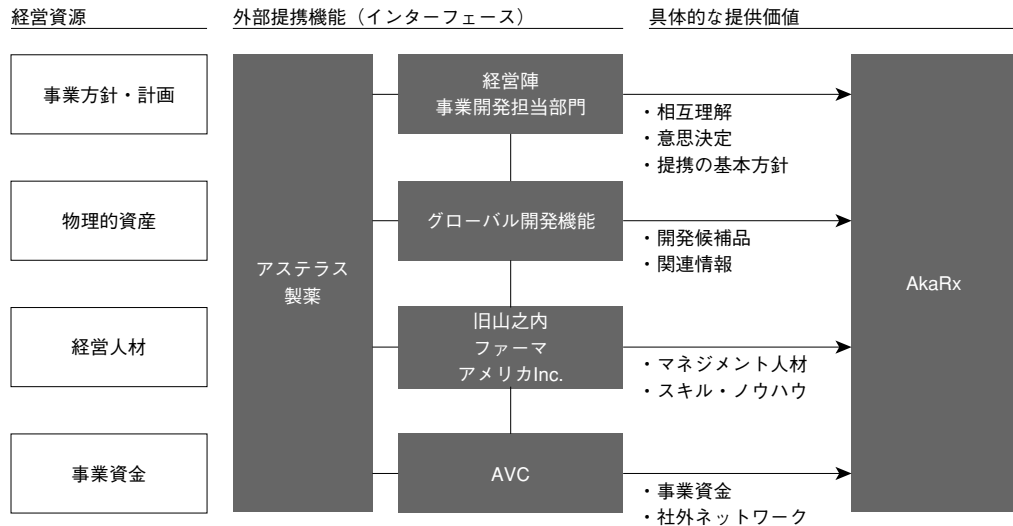 経営資源
外部提携機能（インターフェース）
具体的な提供価値
事業方針・計画
物理的資産
経営人材
事業資金
アステラス
製薬
経営陣
事業開発担当部門
グローバル開発機能
旧山之内
ファーマ
アメリカInc.
AVC
・相互理解
・意思決定
・提携の基本方針
・開発候補品
・関連情報
・マネジメント人材
・スキル・ノウハウ
・事業資金
・社外ネットワーク
AkaRx